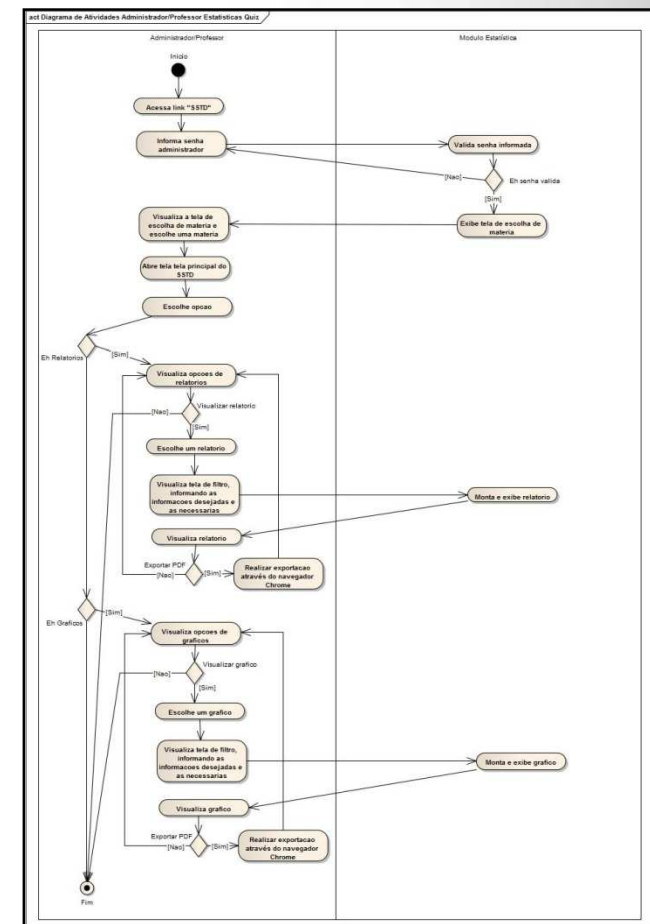 act Diagrama de Atividades Administrador/Professor Estatisticas Quiz
Administrador/Professor
Modulo Estatística
Inicio
Acessa link "SSTD"
Informa senha
administrador
Valida senha informada
[Nao]
Eh senha valida
[Sim]
Visualiza a tela de
escolha de materia e
escolhe uma materia
Exibe tela de escolha de
materia
Abre tela tela principal do
SSTD
Escolhe opcao
Eh Relatorios
[Sim]
Visualiza opcoes de
relatorios
[Nao]
Visualizar relatorio
[Sim]
Escolhe um relatorio
Visualiza tela de filtro,
informando as
informacoes desejadas e
as necessarias
Monta e exibe relatorio
Visualiza relatorio
Exportar PDF
[Nao]
[Sim]
Realizar exportacao
através do navegador
Chrome
Eh Graficos
[Sim]
Visualiza opcoes de
graficos
[Nao]
Visualizar grafico
[Sim]
Escolhe um grafico
Visualiza tela de filtro,
informando as
informacoes desejadas e
as necessarias
Monta e exibe grafico
Visualiza grafico
Exportar PDF
[Nao]
[Sim]
Realizar exportacao
através do navegador
Chrome
Fim